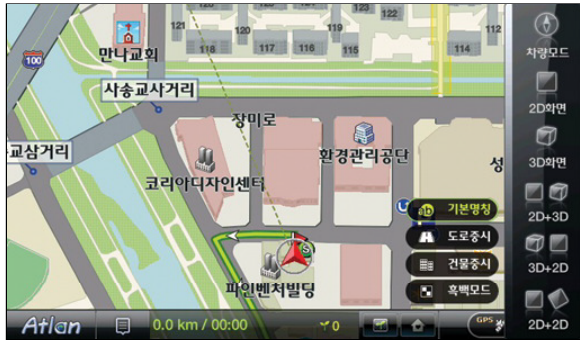 121
120
122
112
118
117
116
115
114
100
만나교회
사송교사거리
장미로
교삼거리
환경관리공단
성
코리아디자인센터
기본명칭
도로중시
건물중시
흑백모드
파인벤처빌딩
S
ab
Atlan
0.0 km / 00:00
0
GPS
차량모드
2D화면
3D화면
2D+3D
3D+2D
2D+2D